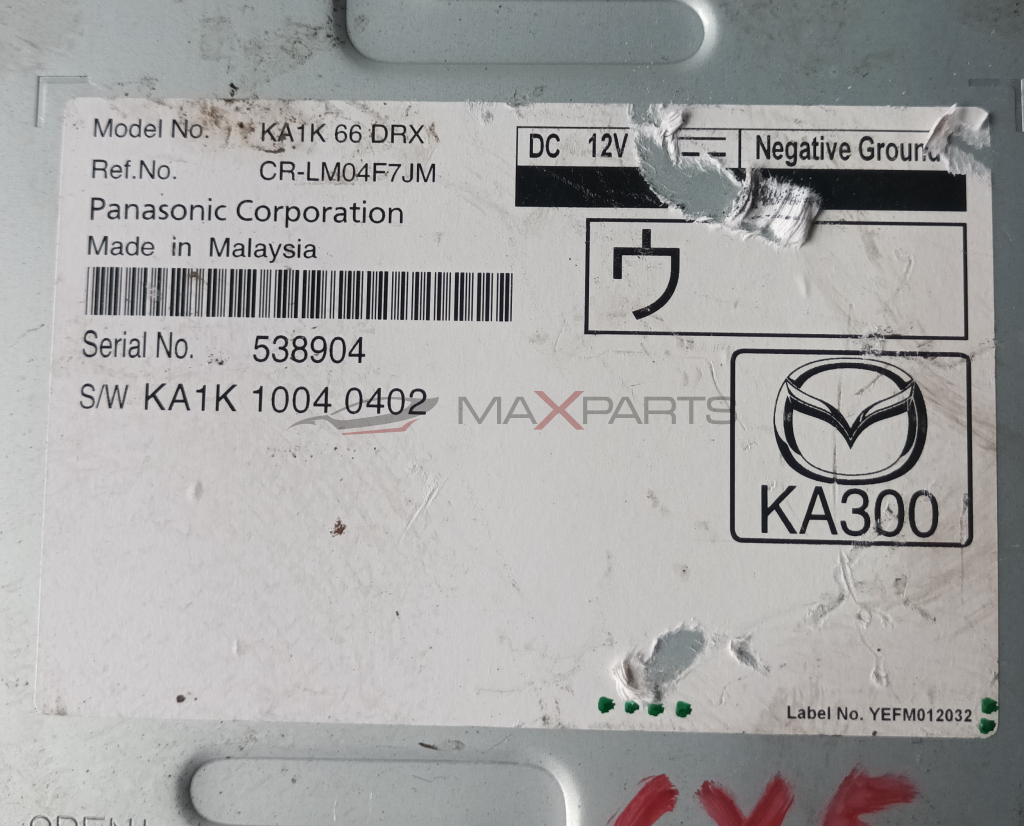 Model No. KA1K 66 DRX
Ref.No. CR-LM04F7JM
Panasonic Corporation
Made in Malaysia
Serial No. 538904
S/W KA1K 1004 0402
DC 12V Negative Ground
ウ
MAXPARTS
KA300
Label No. YEFM012032
CX5